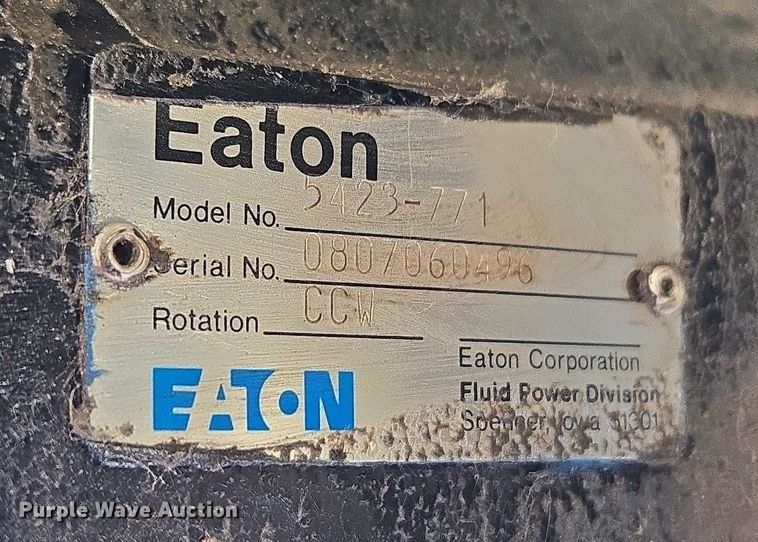 Eaton
Model No. 5423-771
Serial No. 0807060496
Rotation CCW
Eaton Corporation
Fluid Power Division
Spencer, Iowa 51301
EATON
Purple Wave Auction